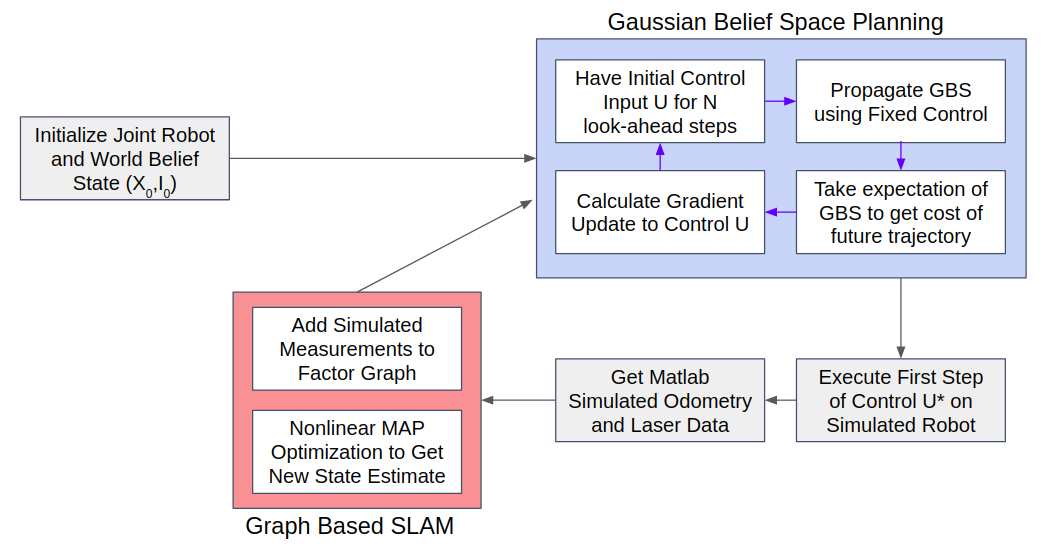 Gaussian Belief Space Planning
Have Initial Control
Input U for N
look-ahead steps
Propagate GBS
using Fixed Control
Initialize Joint Robot
and World Belief
State (X0,I0)
Calculate Gradient
Update to Control U
Take expectation of
GBS to get cost of
future trajectory
Add Simulated
Measurements to
Factor Graph
Get Matlab
Simulated Odometry
and Laser Data
Execute First Step
of Control U* on
Simulated Robot
Nonlinear MAP
Optimization to Get
New State Estimate
Graph Based SLAM